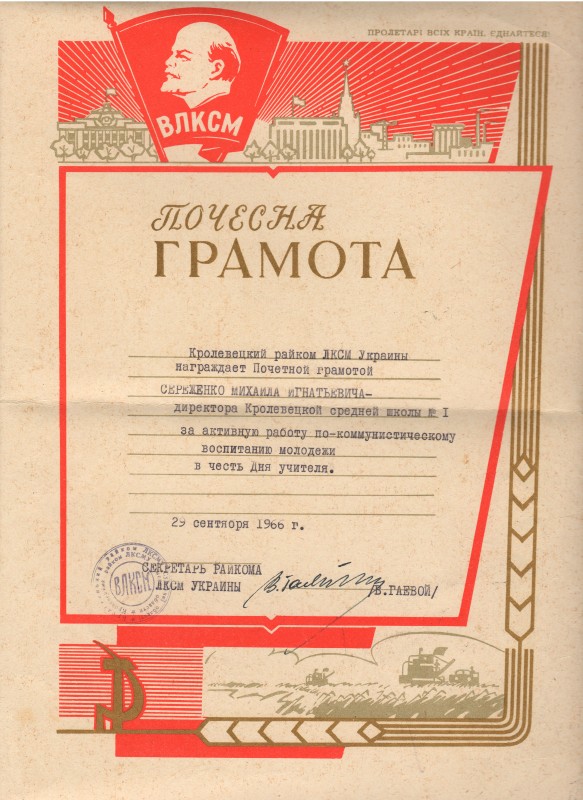 ПРОЛЕТАРІ ВСІХ КРАЇН, ЄДНАЙТЕСЯ!
ВЛКСМ
ПОЧЕСНА
ГРАМОТА
Кролевецкий райком ЛКСМ Украины
награждает Почетной грамотой
СЕРЕЖЕНКО МИХАИЛА ИГНАТЬЕВИЧА-
директора Кролевецкой средней школы № I
за активную работу по-коммунистическому
воспитанию молодежи
в честь Дня учителя.
29 сентября 1966 г.
СЕКРЕТАРЬ РАЙКОМА
ЛКСМ УКРАИНЫ
/В.ГАЕВОЙ/
ВЛКСМ